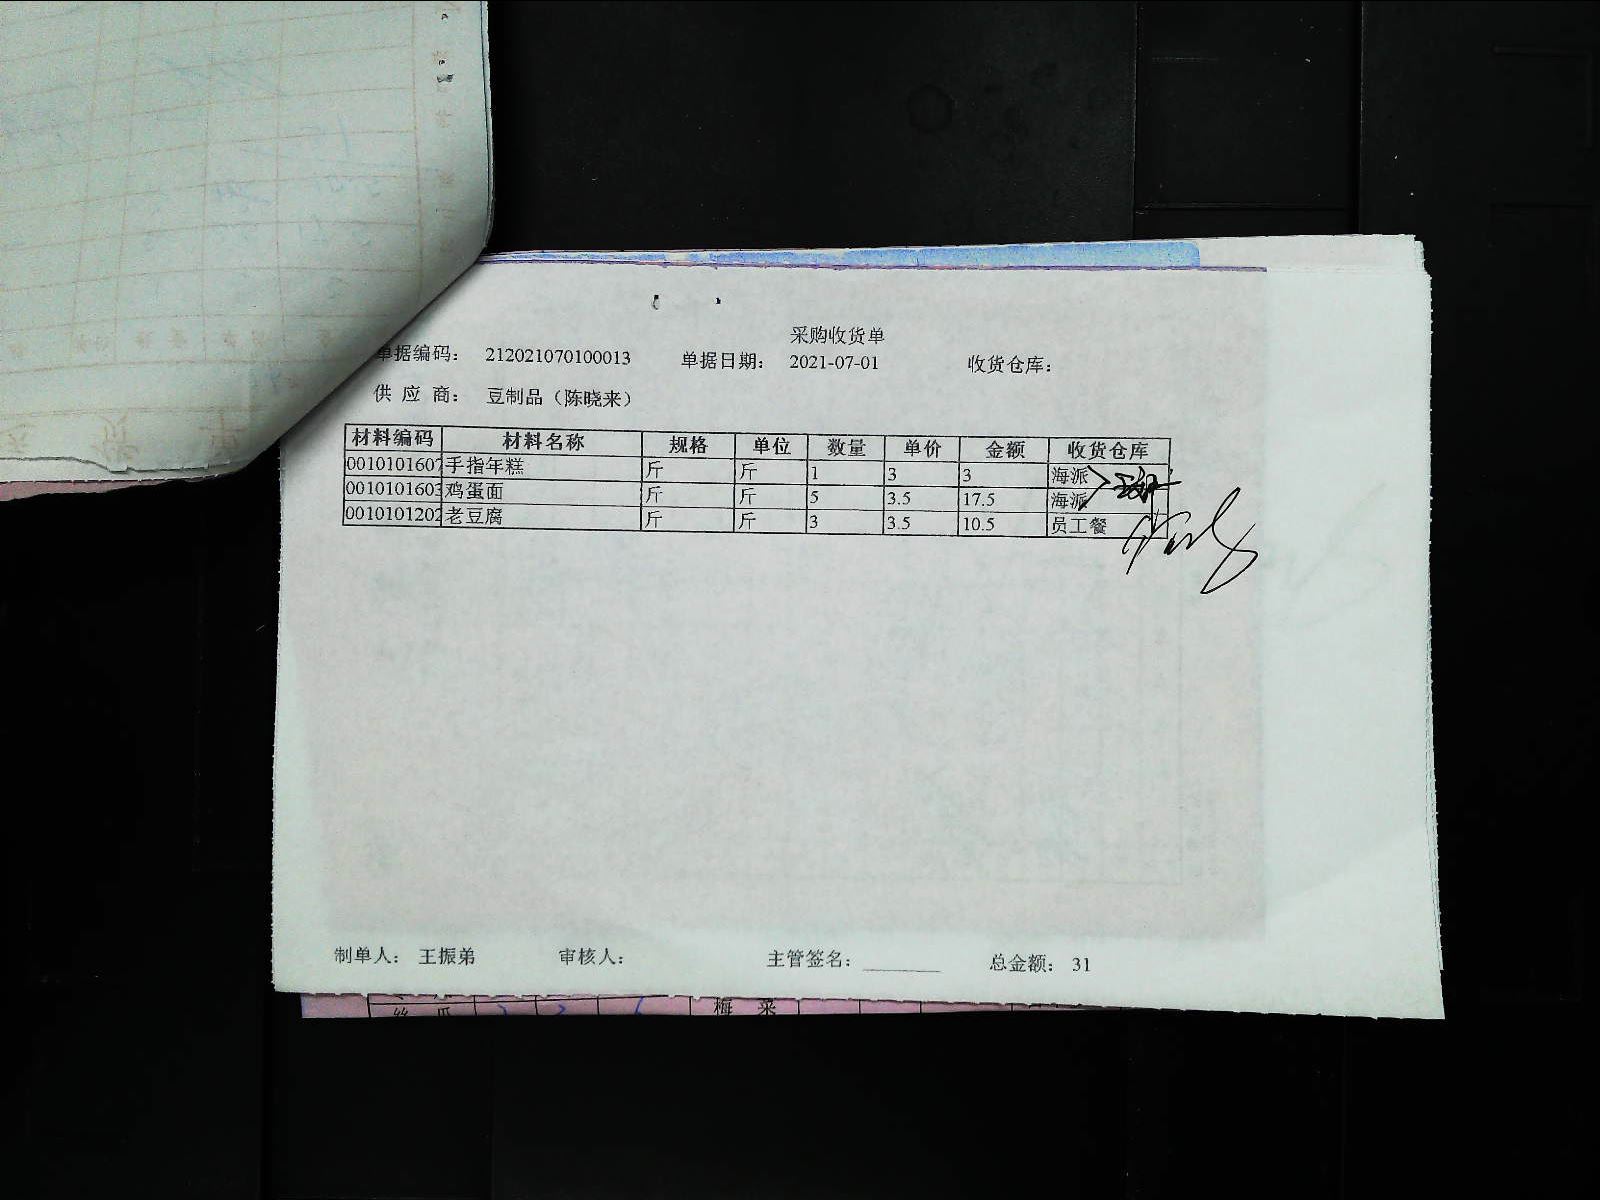 采购收货单
单据编码： 212021070100013 单据日期： 2021-07-01 收货仓库：
供 应 商： 豆制品（陈晓来）
材料编码 材料名称 规格 单位 数量 单价 金额 收货仓库
0010101607 手指年糕 斤 斤 1 3 3 海派
0010101603 鸡蛋面 斤 斤 5 3.5 17.5 海派
0010101202 老豆腐 斤 斤 3 3.5 10.5 员工餐
制单人： 王振弟 审核人： 主管签名： ________ 总金额： 31
丝 瓜 梅 菜